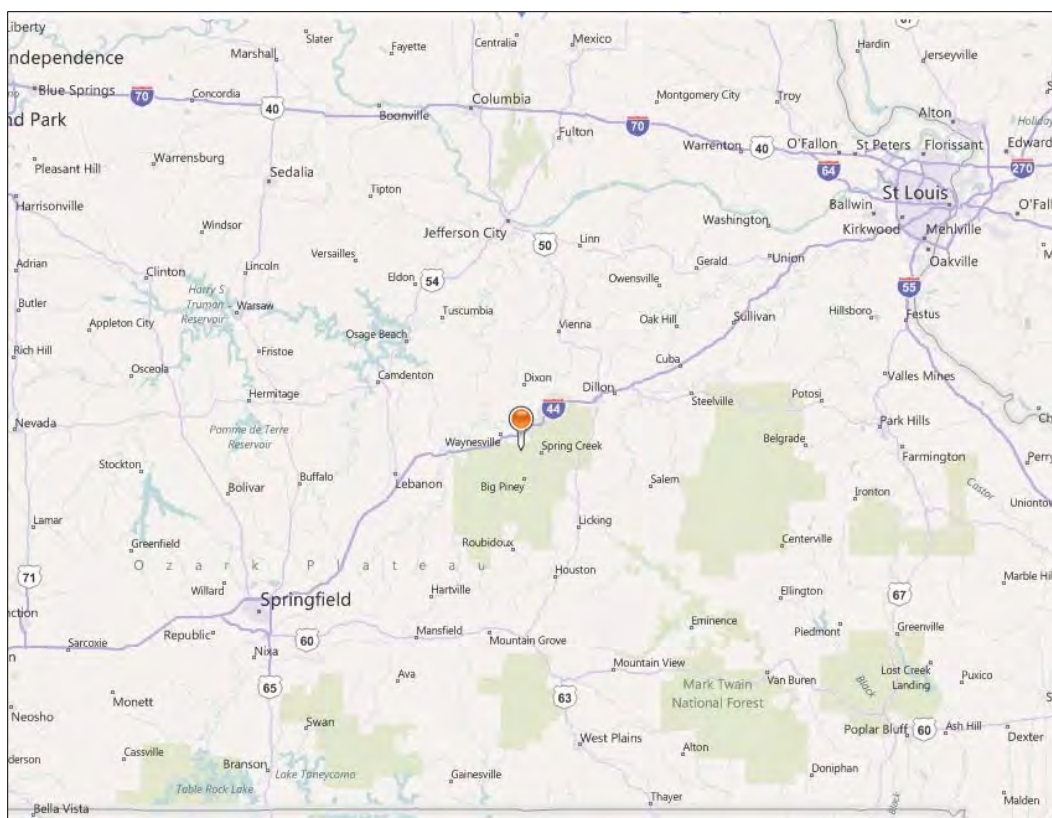 Liberty
Slater
Centralia
Mexico
67
Hardin
Jerseyville
ndependence
Marshall
Fayette
Blue Springs
70
Concordia
40
Boonville
Columbia
Montgomery City
Troy
Alton
nd Park
70
Fulton
Holiday
Pleasant Hill
Warrensburg
Warrenton
40
O'Fallon
St Peters
Florissant
Edward
Sedalia
64
270
Tipton
St Louis
Harrisonville
Ballwin
O'Fal
Windsor
Jefferson City
50
Linn
Washington
Kirkwood
Mehlville
Versailles
Union
Oakville
Adrian
Clinton
Lincoln
Eldon
54
Gerald
Owensville
55
Butler
Harry S
Truman
Reservoir
Warsaw
Tuscumbia
Vienna
Oak Hill
Sullivan
Hillsboro
Festus
Appleton City
Osage Beach
Rich Hill
Fristoe
Cuba
Osceola
Camdenton
Dixon
Dillon
Valles Mines
Hermitage
44
Steelville
Potosi
Nevada
Pomme de Terre
Reservoir
Waynesville
Spring Creek
Belgrade
Park Hills
Farmington
Perry
Stockton
Buffalo
Lebanon
Big Piney
Salem
Bolivar
Ironton
Castor
Uniontow
Lamar
Licking
Greenfield
Roubidoux
Centerville
Ozark Plateau
71
Willard
Houston
Hartville
Ellington
67
Marble Hill
Springfield
nction
Republic
60
Mansfield
Mountain Grove
Eminence
Piedmont
Greenville
Sarcoxie
Nixa
Mountain View
Lost Creek
Landing
65
Ava
63
Mark Twain
National Forest
Van Buren
Black
Puxico
Monett
Neosho
Swan
West Plains
Poplar Bluff
60
Ash Hill
Dexter
Cassville
Alton
derson
Branson
Lake Taneycomo
Gainesville
Doniphan
Table Rock Lake
Thayer
Black
Malden
Bella Vista